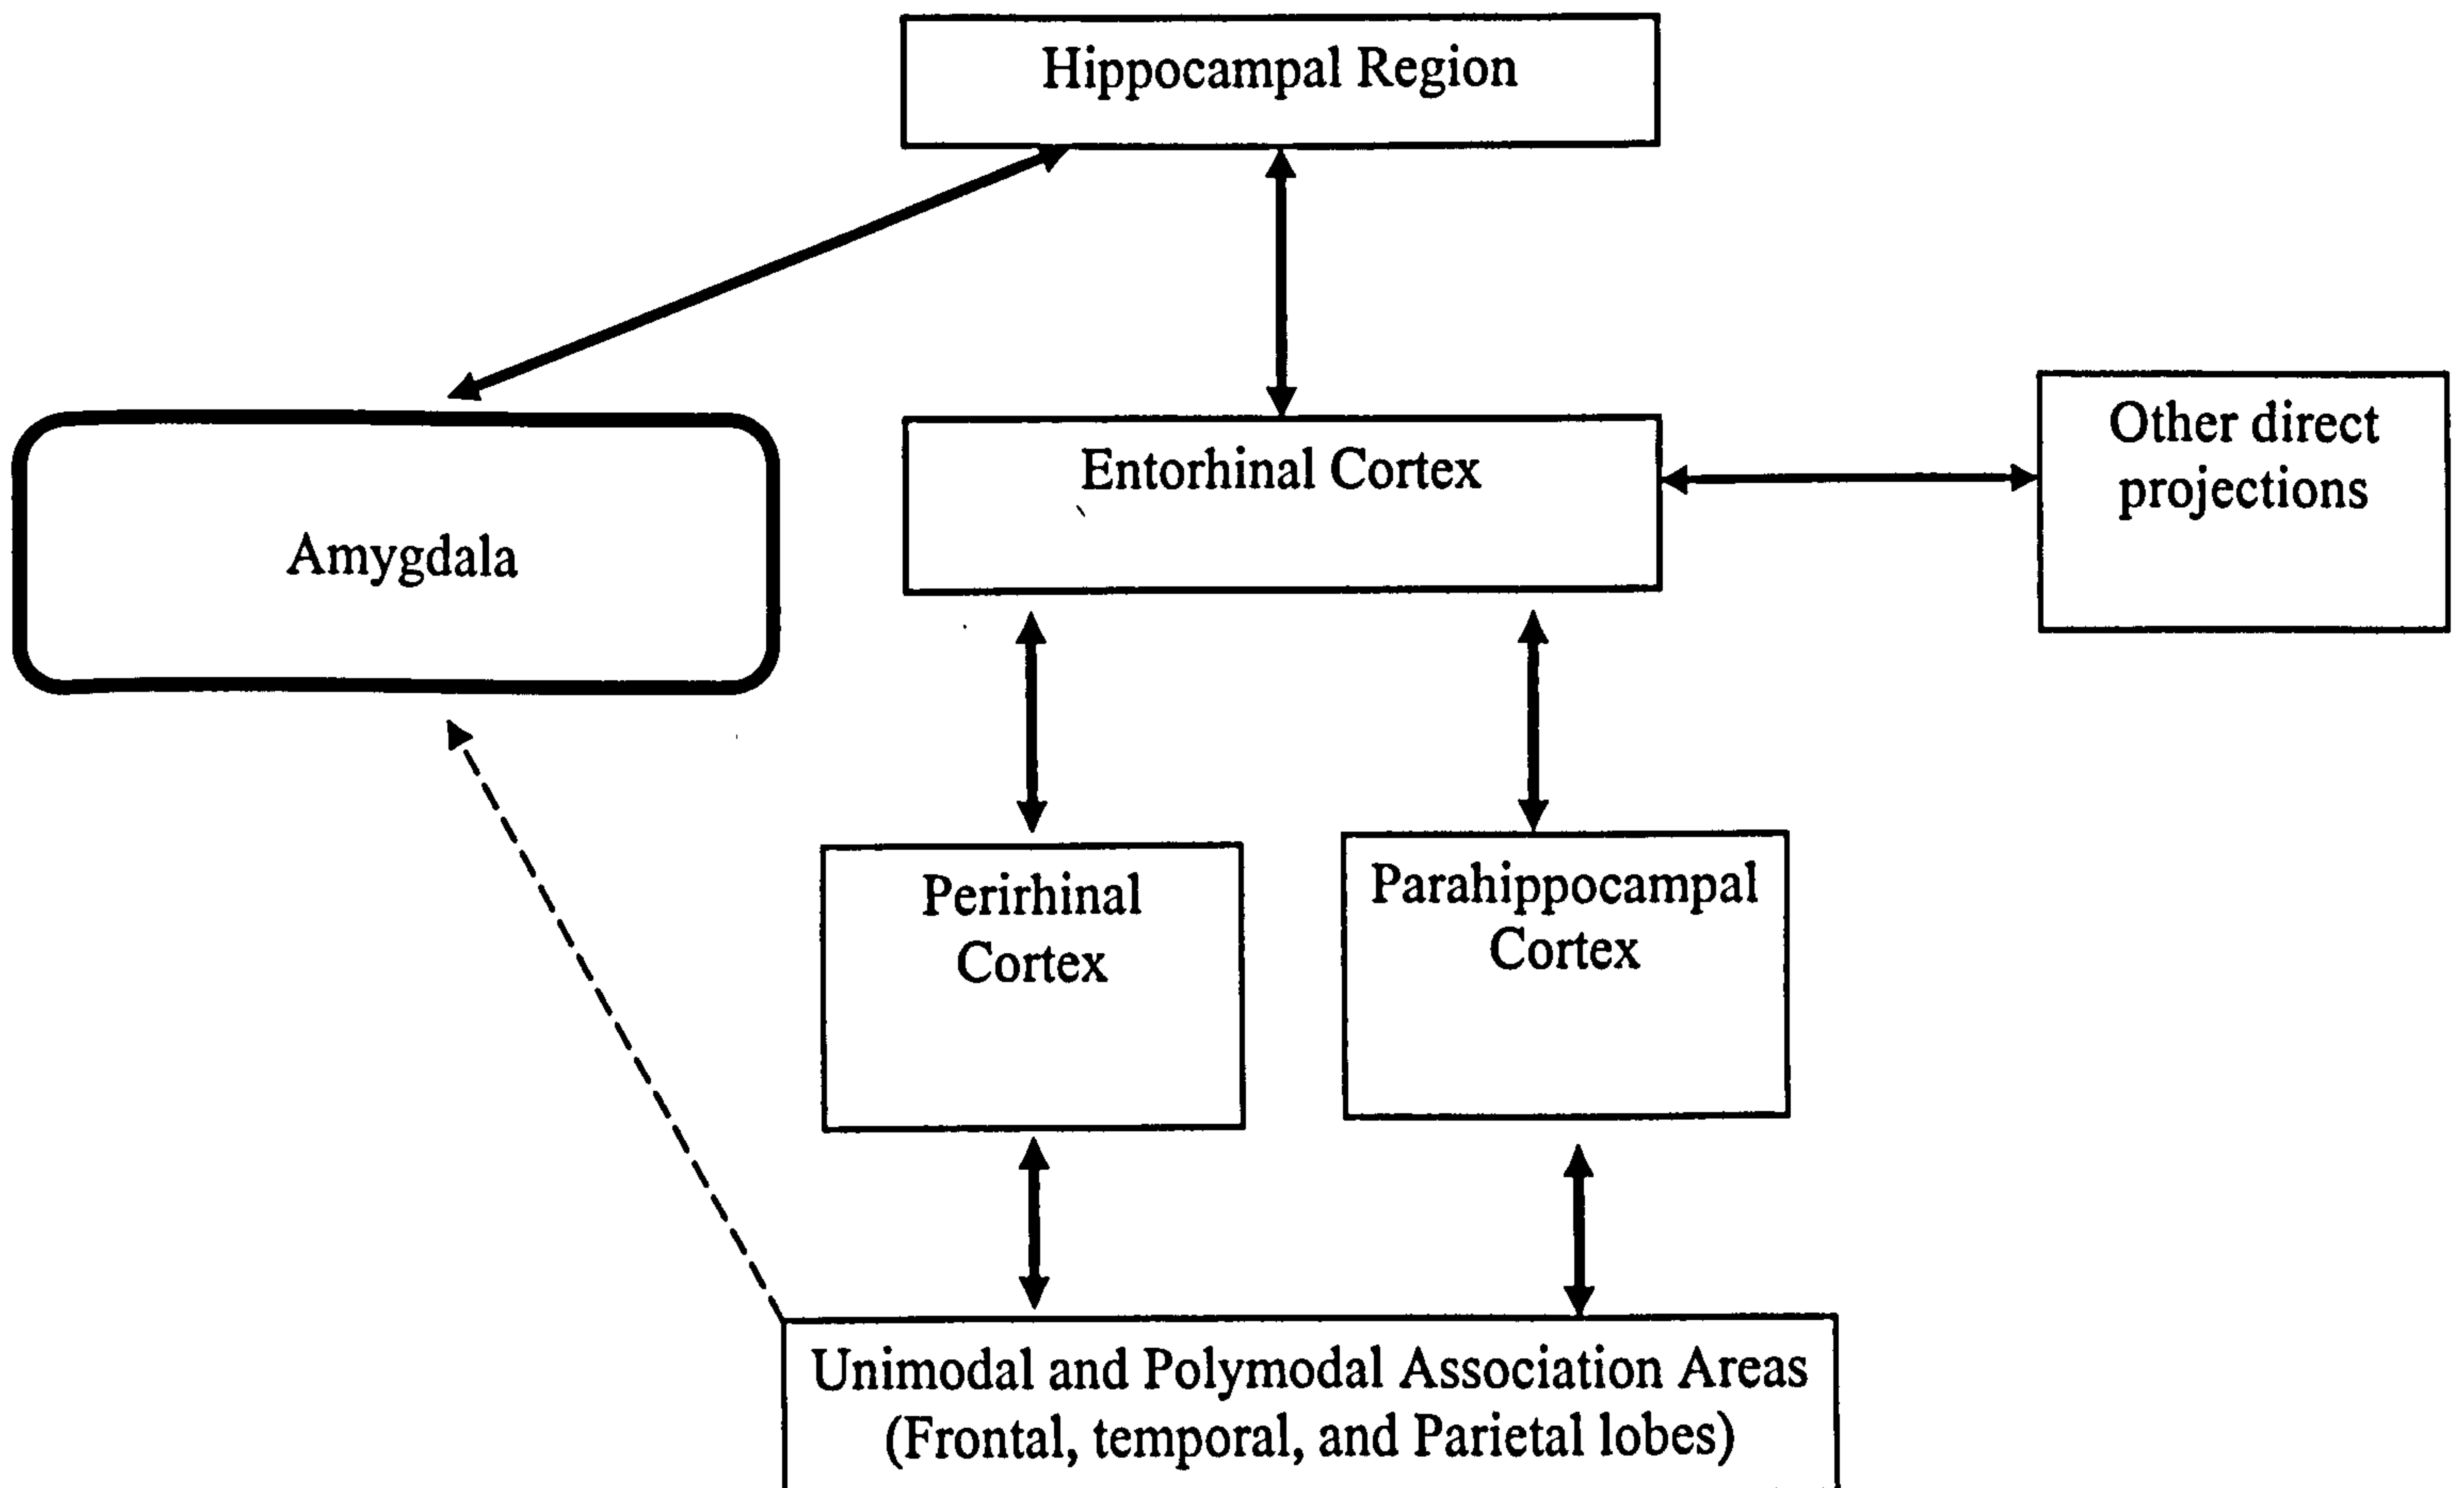 Hippocampal Region
Entorhinal Cortex
Other direct
projections
Amygdala
Perirhinal
Cortex
Parahippocampal
Cortex
Unimodal and Polymodal Association Areas
(Frontal, temporal, and Parietal lobes)